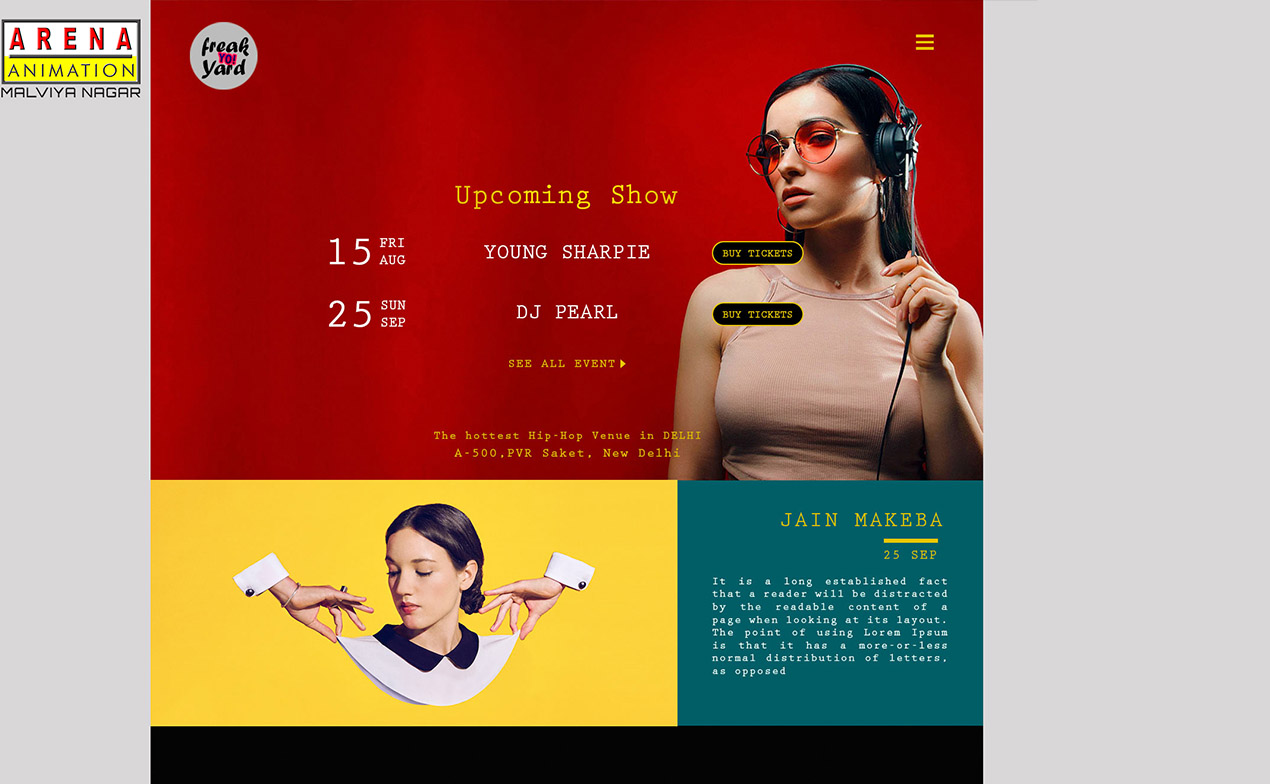 ARENA
ANIMATION
MALVIYA NAGAR
freak
YO!
Yard
Upcoming Show
15 FRI AUG
YOUNG SHARPIE
BUY TICKETS
25 SUN SEP
DJ PEARL
BUY TICKETS
SEE ALL EVENT
The hottest Hip-Hop Venue in DELHI
A-500,PVR Saket, New Delhi
JAIN MAKEBA
25 SEP
It is a long established fact
that a reader will be distracted
by the readable content of a
page when looking at its layout.
The point of using Lorem Ipsum
is that it has a more-or-less
normal distribution of letters,
as opposed